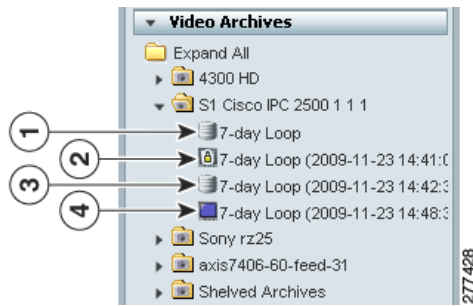 Video Archives
Expand All
4300 HD
S1 Cisco IPC 2500 1 1 1
1
7-day Loop
2
7-day Loop (2009-11-23 14:41:0
3
7-day Loop (2009-11-23 14:42:3
4
7-day Loop (2009-11-23 14:48:3
Sony rz25
axis7406-60-feed-31
Shelved Archives
277428